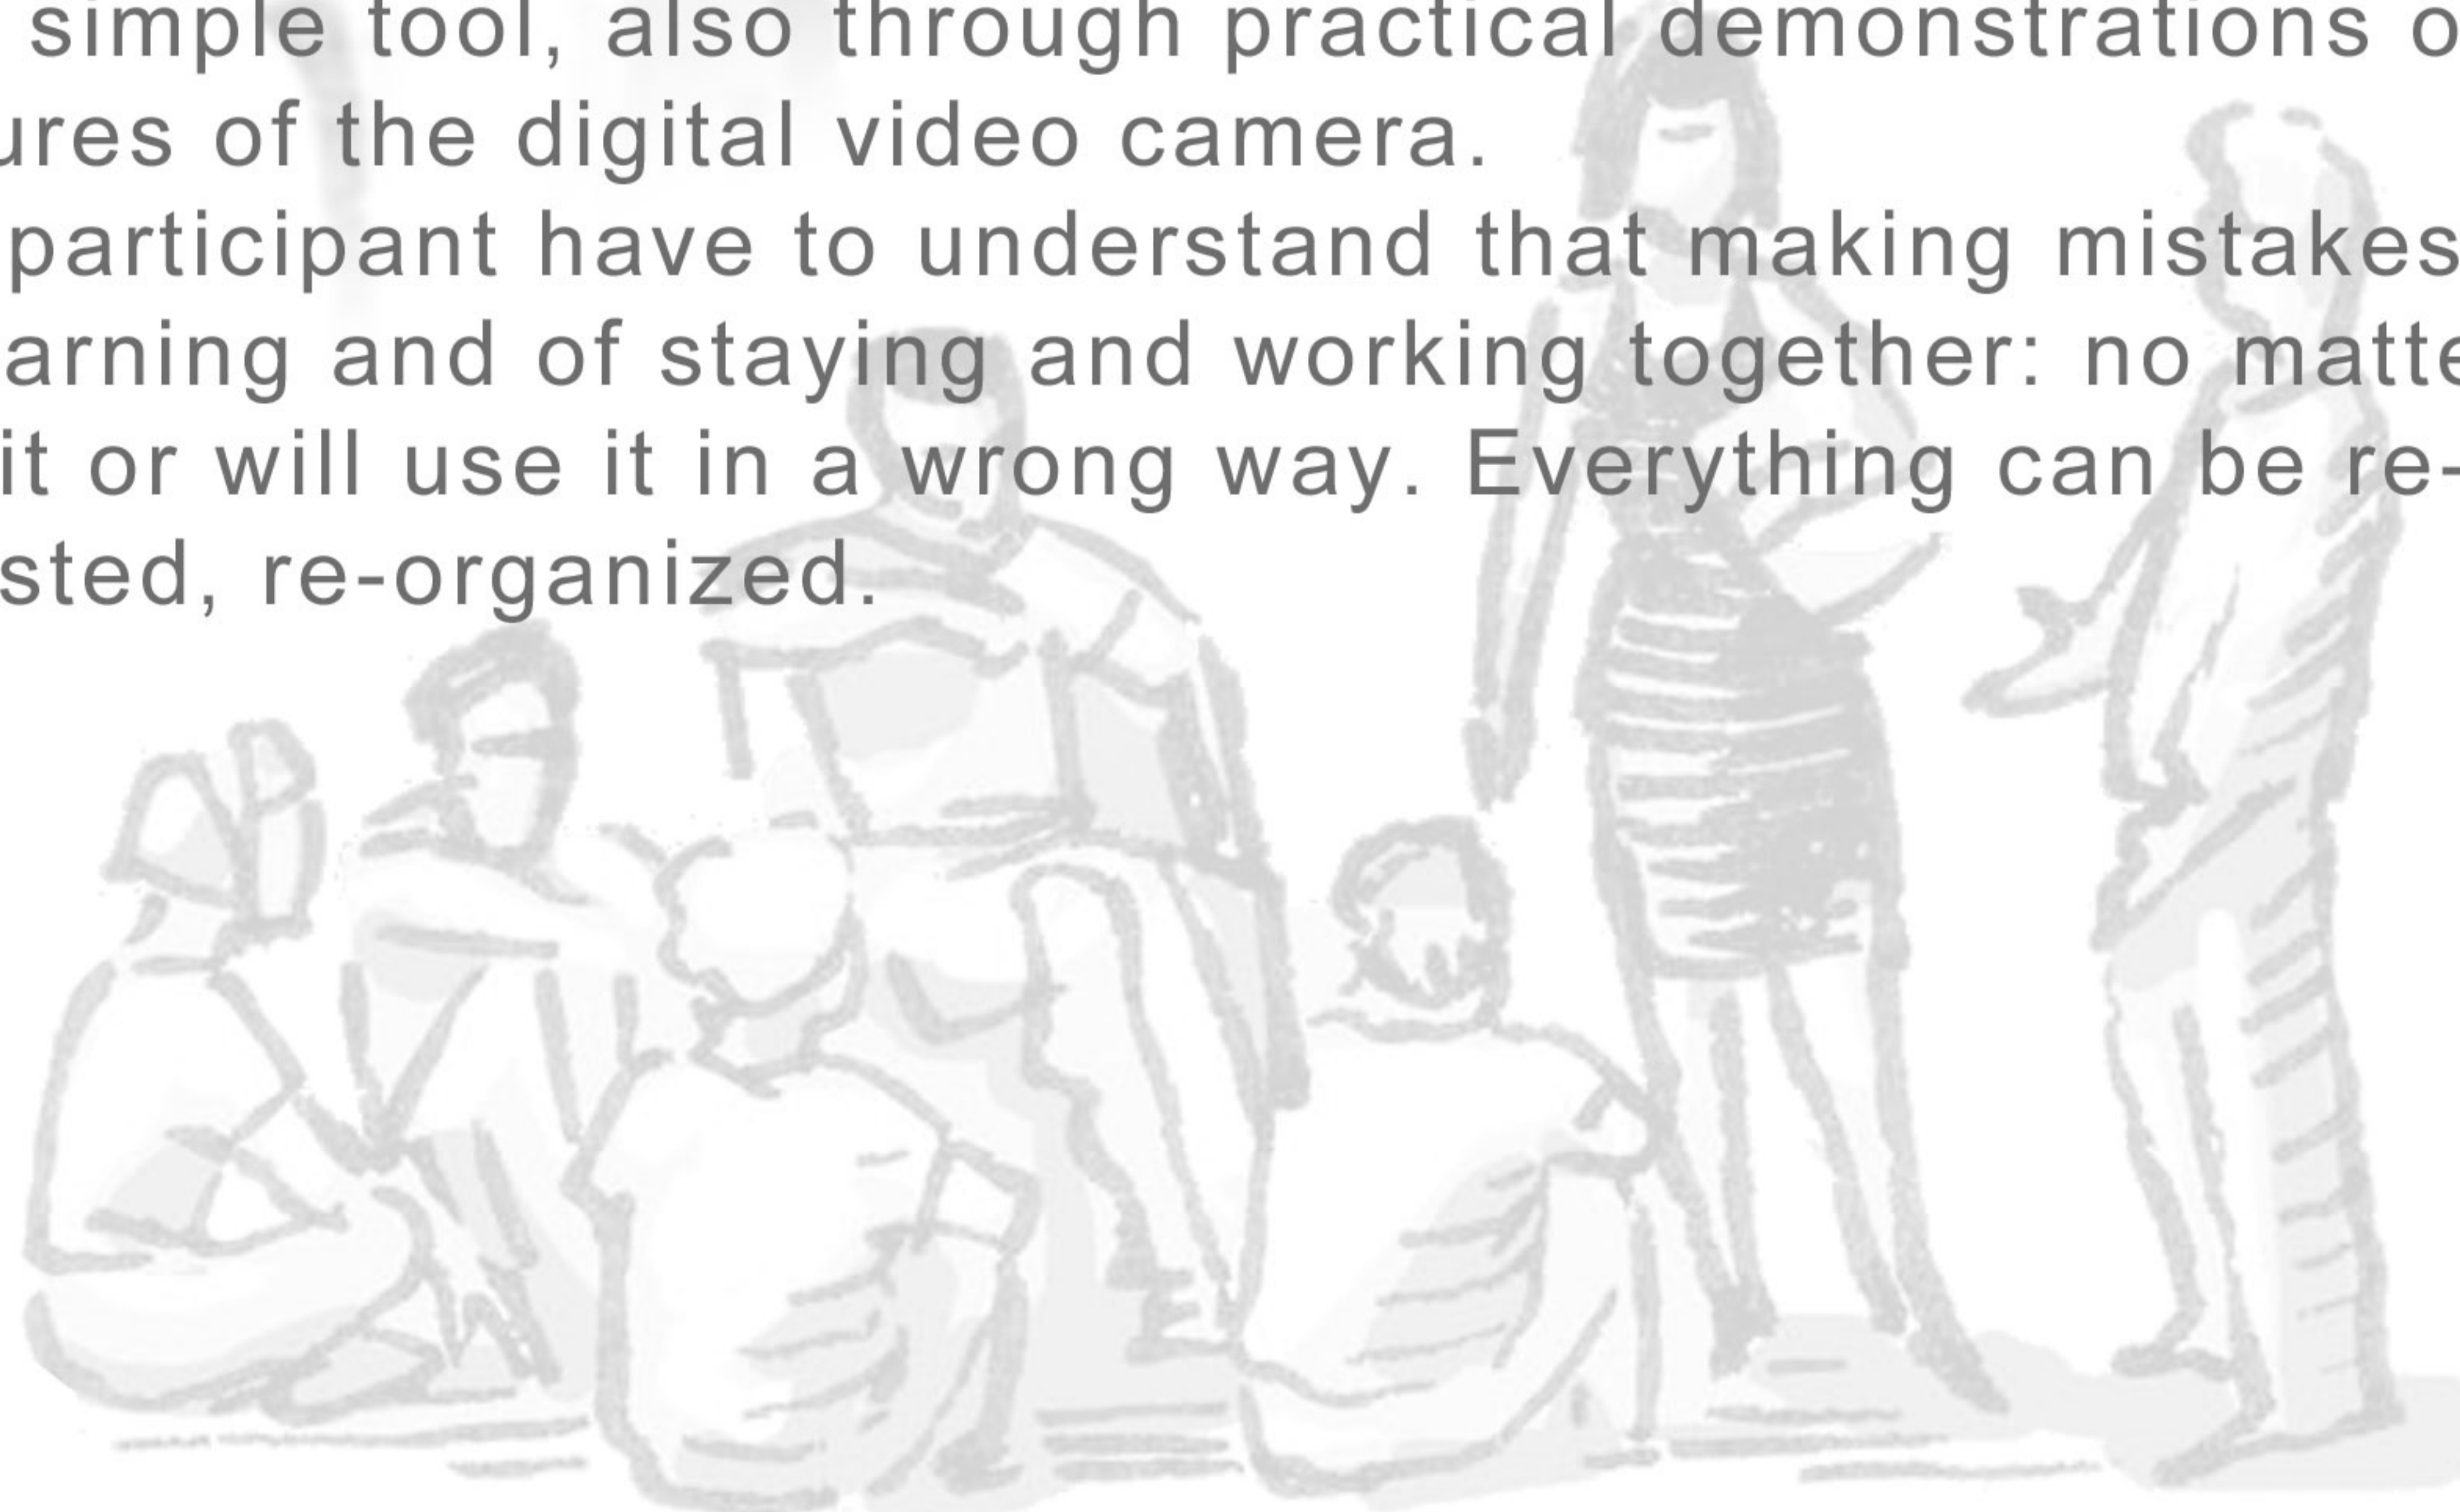 simple tool, also through practical demonstrations o
ures of the digital video camera.
participant have to understand that making mistakes
arning and of staying and working together: no matte
it or will use it in a wrong way. Everything can be re-
sted, re-organized.